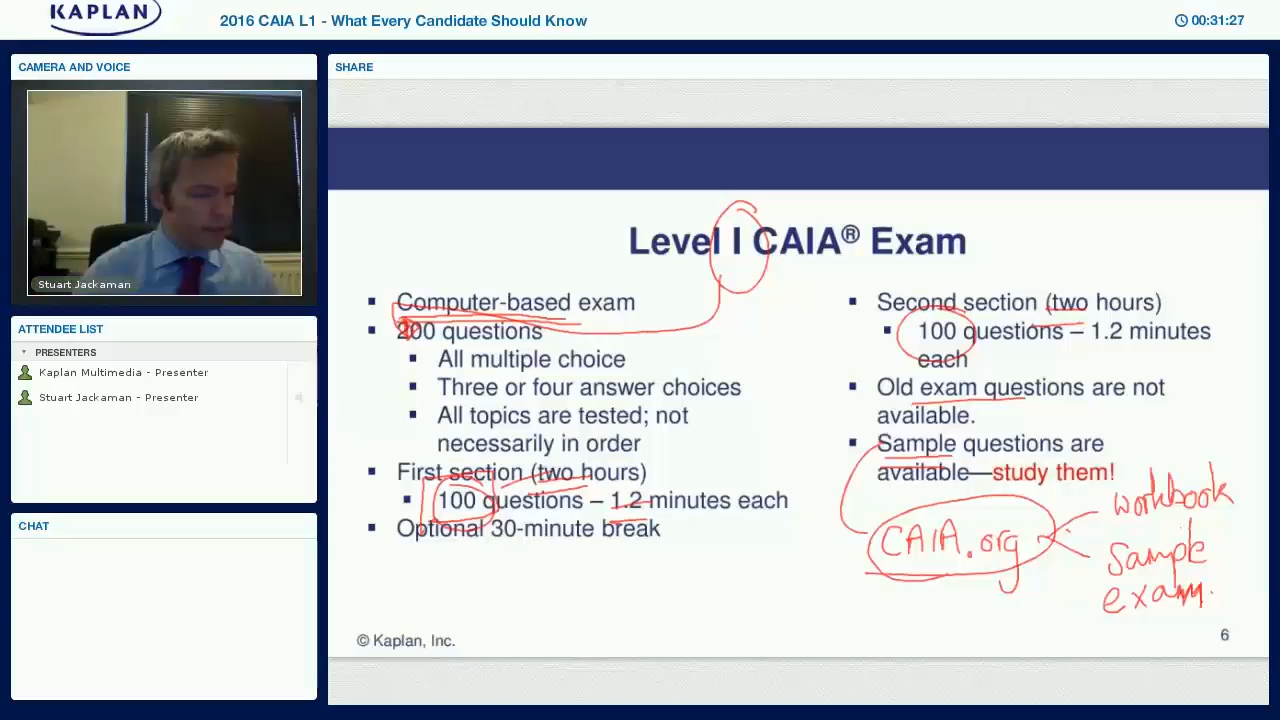 KAPLAN
2016 CAIA L1 - What Every Candidate Should Know
00:31:27
CAMERA AND VOICE
Stuart Jackaman
ATTENDEE LIST
PRESENTERS
Kaplan Multimedia - Presenter
Stuart Jackaman - Presenter
CHAT
SHARE
Level I CAIA® Exam
Computer-based exam
200 questions
All multiple choice
Three or four answer choices
All topics are tested; not
necessarily in order
First section (two hours)
100 questions – 1.2 minutes each
Optional 30-minute break
Second section (two hours)
100 questions – 1.2 minutes
each
Old exam questions are not
available.
Sample questions are
available—study them!
CAIA.org
workbook
sample
exam.
© Kaplan, Inc.
6